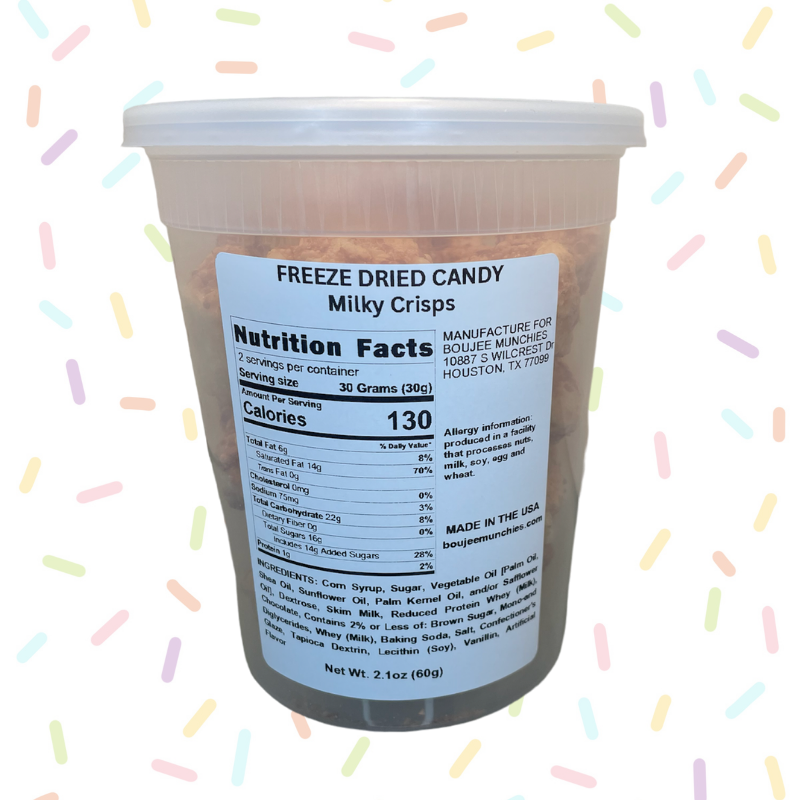 FREEZE DRIED CANDY
Milky Crisps
Nutrition Facts
2 servings per container
Serving size 30 Grams (30g)
Amount Per Serving
Calories 130
% Daily Value*
Total Fat 6g 8%
Saturated Fat 14g 70%
Trans Fat 0g
Cholesterol 0mg 0%
Sodium 75mg 3%
Total Carbohydrate 22g 8%
Dietary Fiber 0g 0%
Total Sugars 16g
Includes 14g Added Sugars 28%
Protein 1g 2%
MANUFACTURE FOR
BOUJEE MUNCHIES
10887 S WILCREST Dr
HOUSTON, TX 77099
Allergy information:
produced in a facility
that processes nuts,
milk, soy, egg and
wheat.
MADE IN THE USA
boujeemunchies.com
INGREDIENTS: Corn Syrup, Sugar, Vegetable Oil [Palm Oil,
Shea Oil, Sunflower Oil, Palm Kernel Oil, and/or Safflower
Oil], Dextrose, Skim Milk, Reduced Protein Whey (Milk),
Chocolate, Contains 2% or Less of: Brown Sugar, Mono-and
Diglycerides, Whey (Milk), Baking Soda, Salt, Confectioner's
Glaze, Tapioca Dextrin, Lecithin (Soy), Vanillin, Artificial
Flavor
Net Wt. 2.1oz (60g)